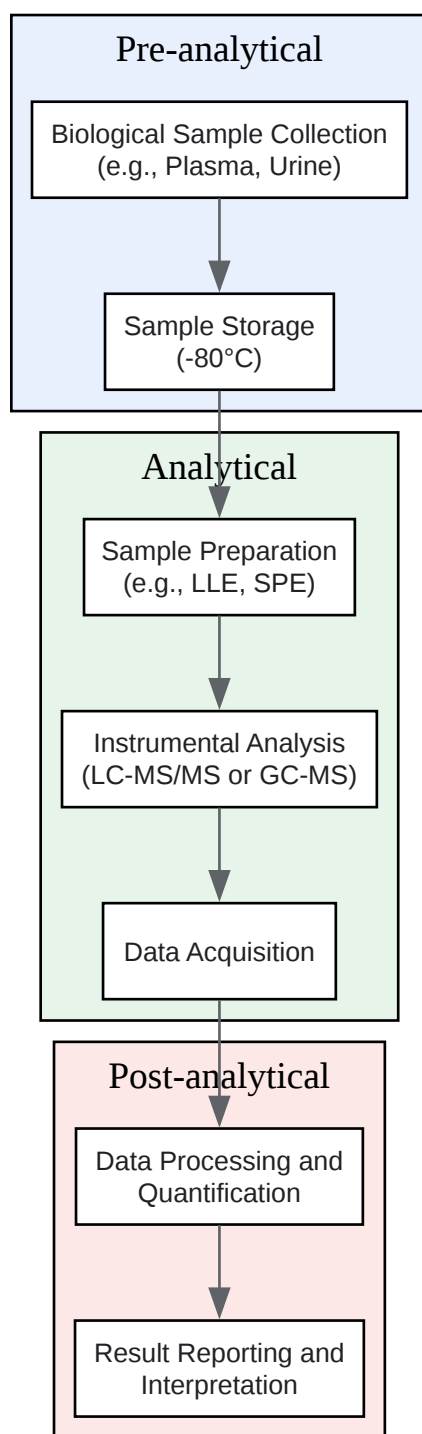 Pre-analytical
Biological Sample Collection
(e.g., Plasma, Urine)
Sample Storage
(-80°C)
Analytical
Sample Preparation
(e.g., LLE, SPE)
Instrumental Analysis
(LC-MS/MS or GC-MS)
Data Acquisition
Post-analytical
Data Processing and
Quantification
Result Reporting and
Interpretation